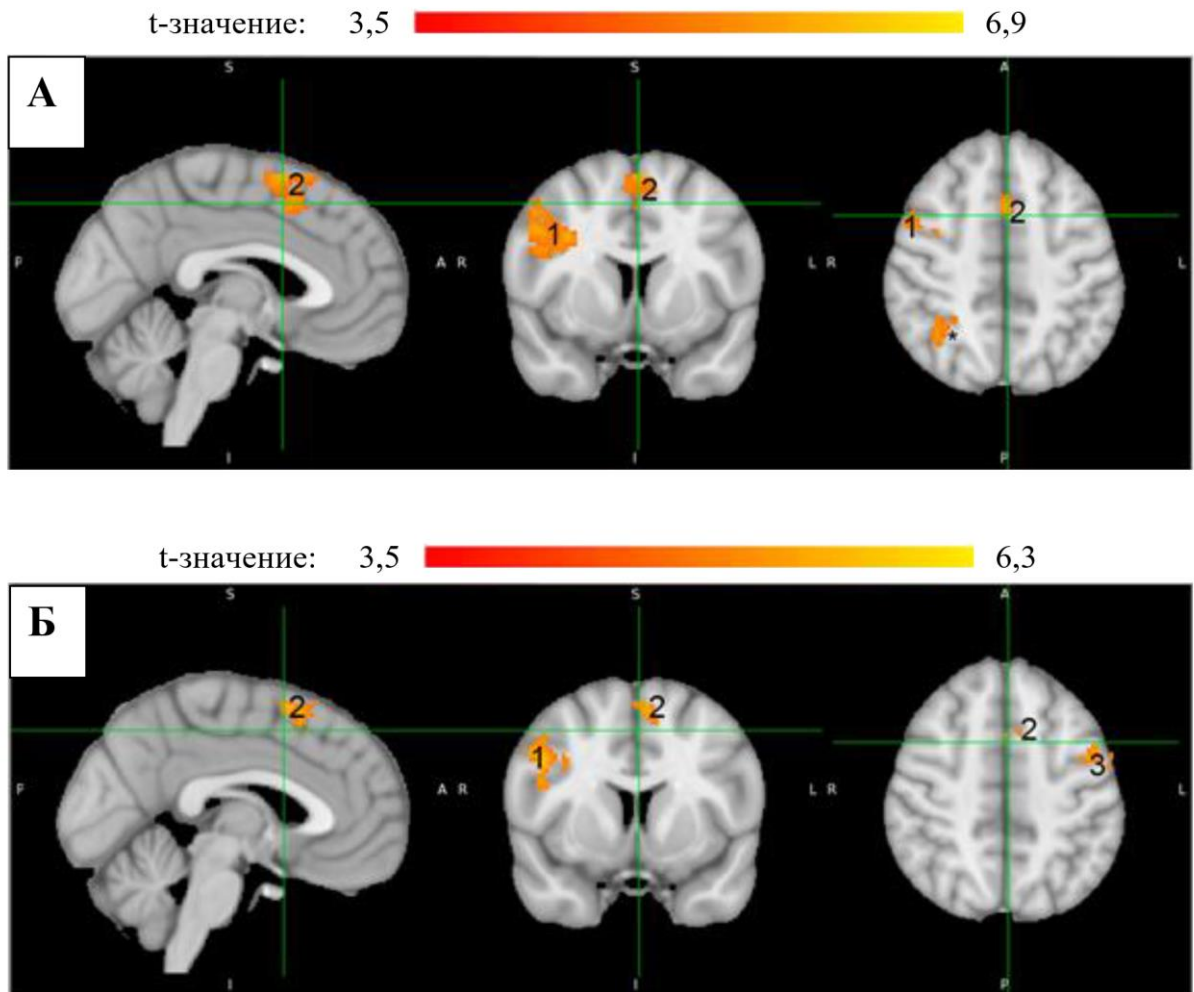 t-значение: 3,5 6,9
А
S S A
2 2 2
1 1
P A R L R L
*
I I P
t-значение: 3,5 6,3
Б
S S A
2 2 2
1 3
P A R L R L
I I P